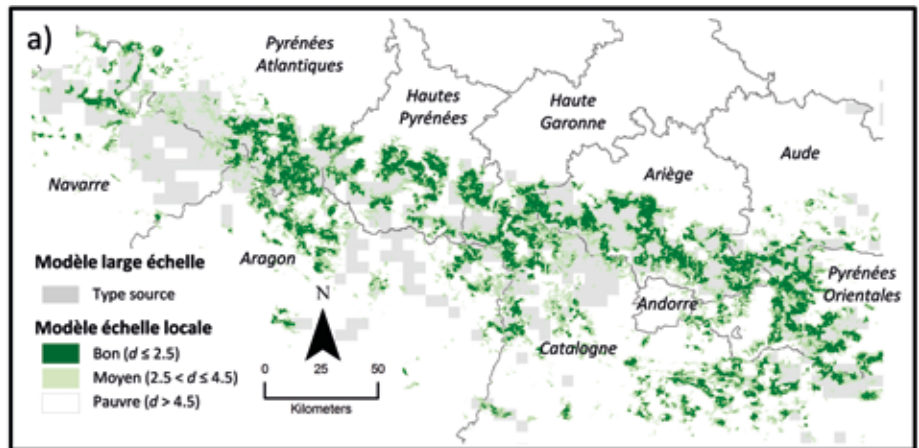 a)
Pyrénées
Atlantiques
Hautes
Pyrénées
Haute
Garonne
Ariège
Aude
Navarre
Aragon
Pyrénées
Orientales
Andorre
Catalogne
Modèle large échelle
Type source
Modèle échelle locale
Bon (d ≤ 2.5)
Moyen (2.5 < d ≤ 4.5)
Pauvre (d > 4.5)
N
0 25 50
Kilometers